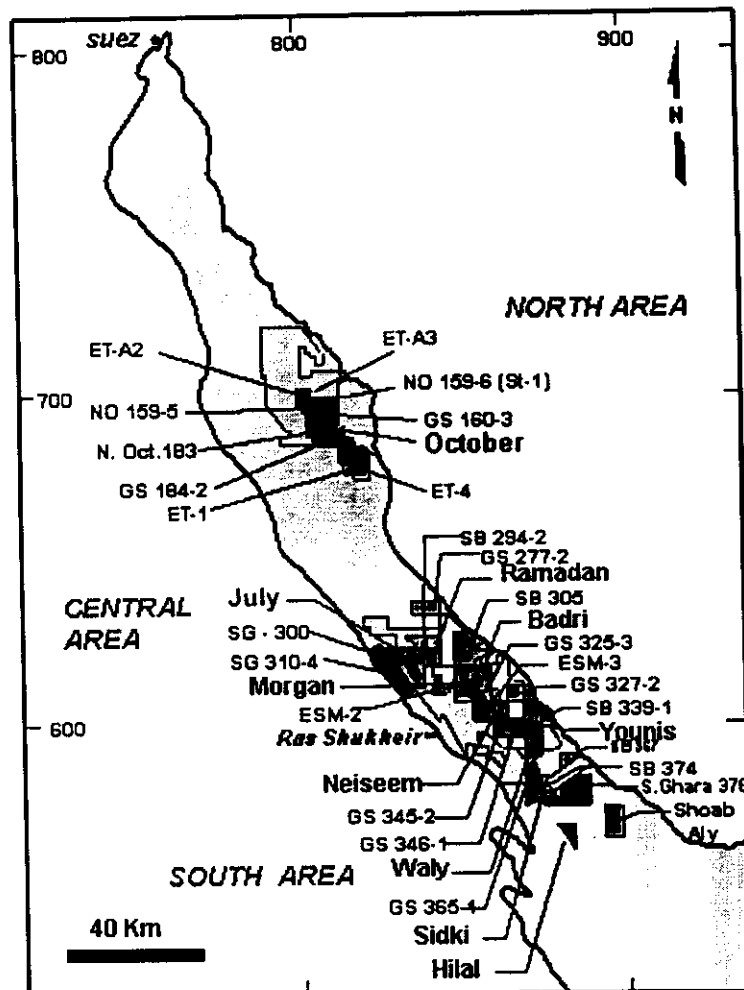 800
900
suez
800
N
NORTH AREA
ET-A2
ET-A3
NO 159-6 (St-1)
700
NO 159-5
GS 160-3
N. Oct.183
October
GS 184-2
ET-4
ET-1
SB 294-2
GS 277-2
Ramadan
CENTRAL
AREA
July
SB 305
Badri
SG - 300
GS 325-3
SG 310-4
ESM-3
Morgan
GS 327-2
ESM-2
SB 339-1
600
Ras Shukheir
Younis
SB 374
Neiseem
S.Ghara 376
GS 345-2
Shoab
Aly
GS 346-1
Waly
SOUTH AREA
GS 365-4
40 Km
Sidki
Hilal